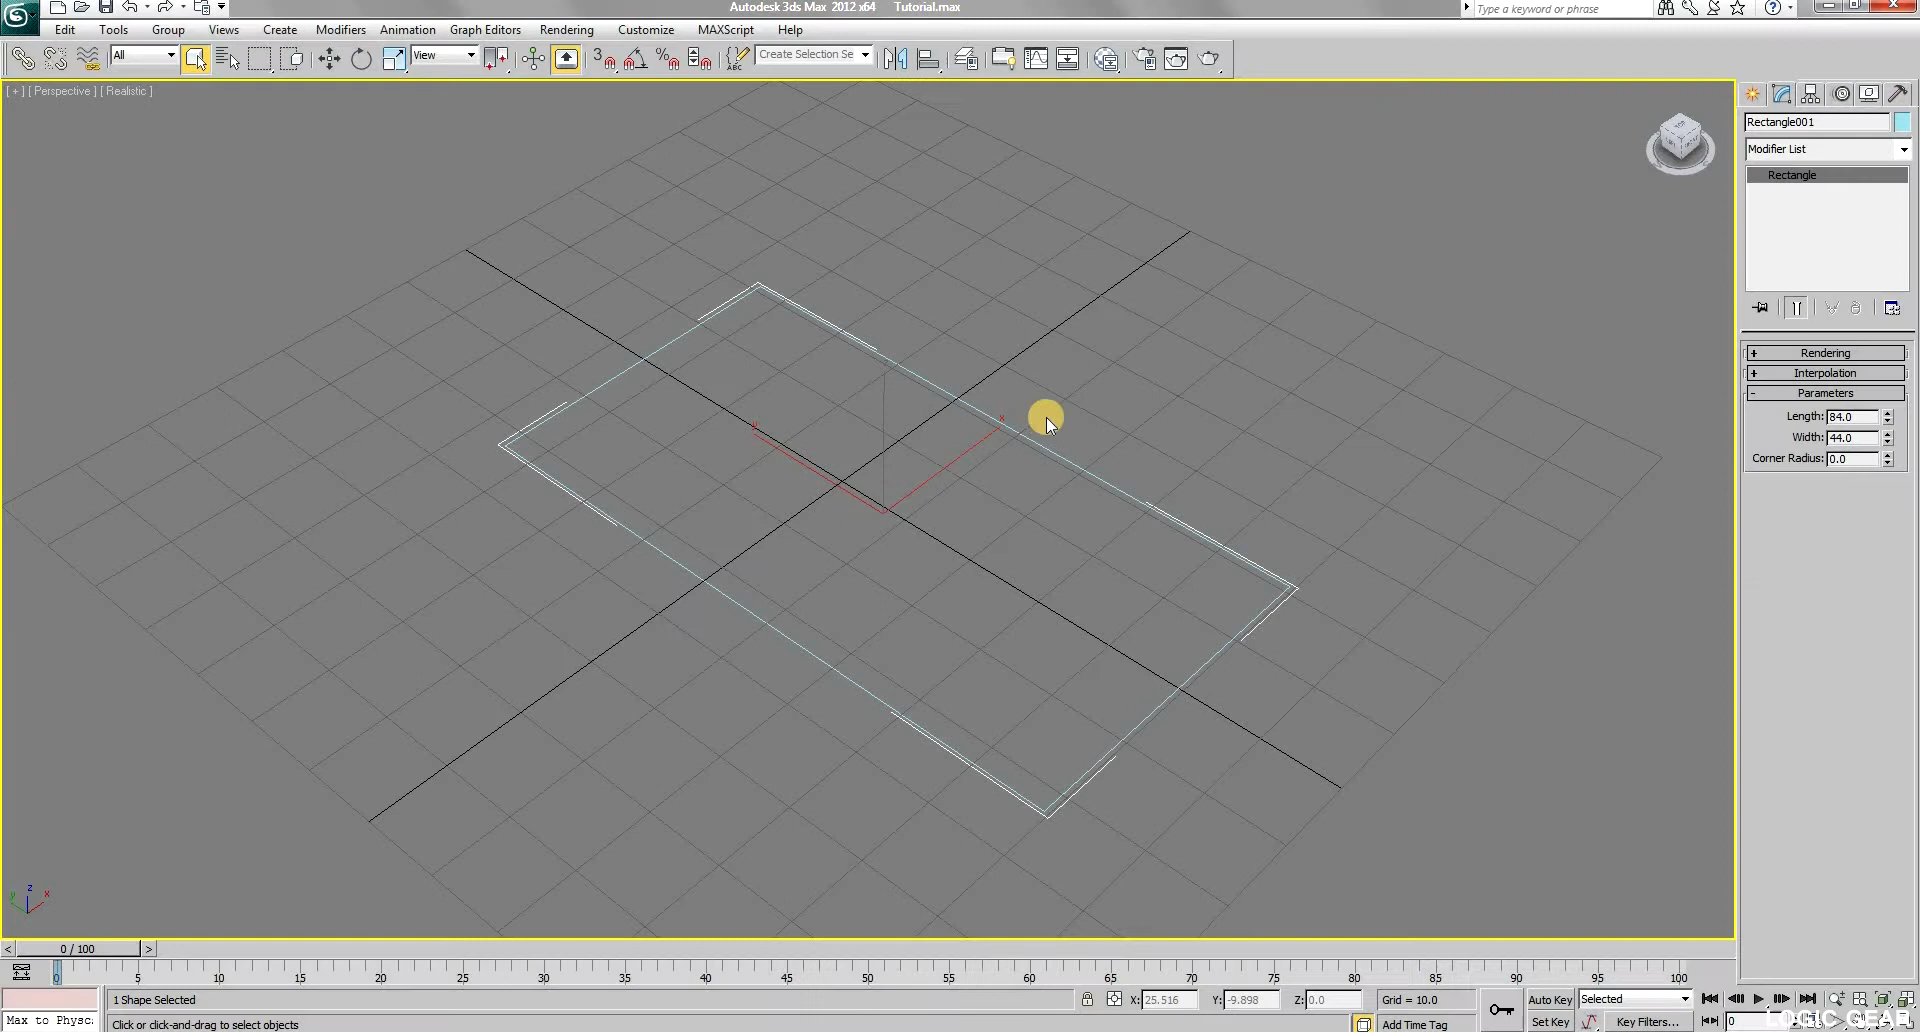 Autodesk 3ds Max 2012 x64 Tutorial.max
Type a keyword or phrase
Edit Tools Group Views Create Modifiers Animation Graph Editors Rendering Customize MAXScript Help
All View 3 % ABC Create Selection Se
[ + ] [ Perspective ] [ Realistic ]
Rectangle001
Modifier List
Rectangle
+ Rendering
+ Interpolation
- Parameters
Length: 84.0
Width: 44.0
Corner Radius: 0.0
x
y
z
y x
< 0 / 100 >
0 5 10 15 20 25 30 35 40 45 50 55 60 65 70 75 80 85 90 95 100
1 Shape Selected X: 25.516 Y: -9.898 Z: 0.0 Grid = 10.0 Auto Key Selected
Max to Physc: Click or click-and-drag to select objects Add Time Tag Set Key Key Filters... 0
LOGIC GEAR